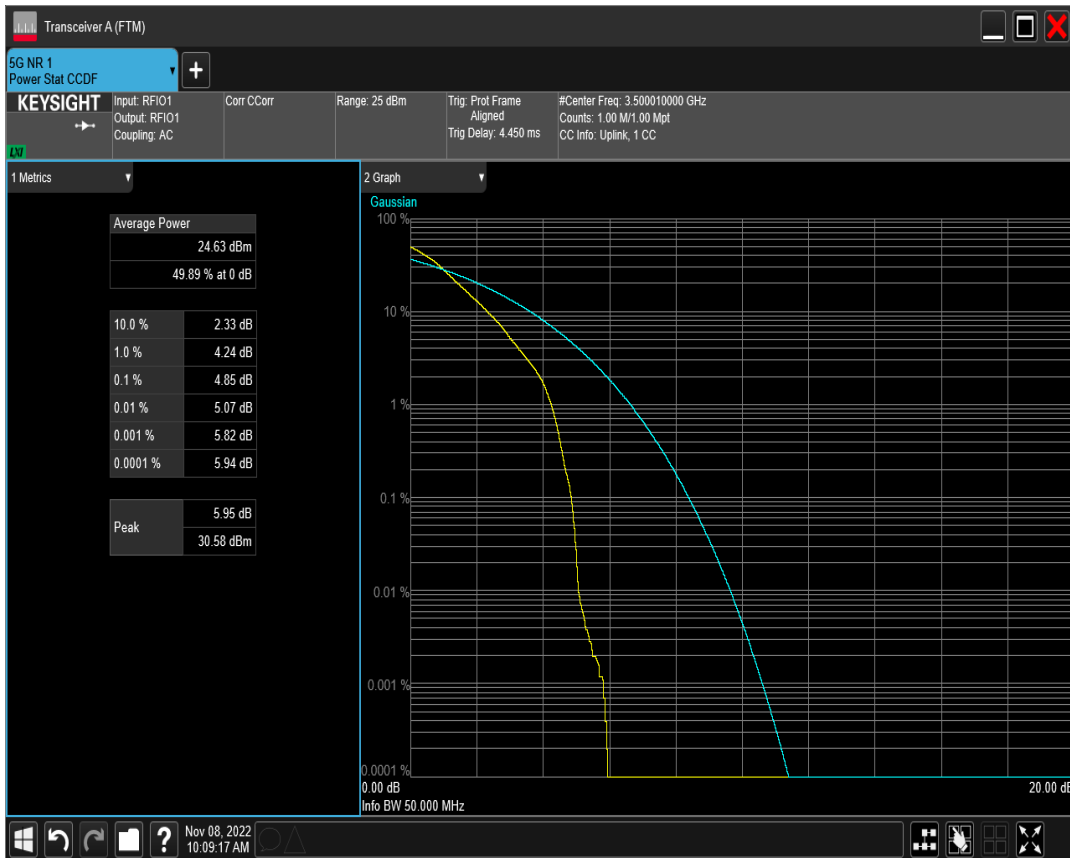 Transceiver A (FTM)
5G NR 1
Power Stat CCDF
+
KEYSIGHT
LXI
Input: RFIO1
Output: RFIO1
Coupling: AC
Corr CCorr
Range: 25 dBm
Trig: Prot Frame
Aligned
Trig Delay: 4.450 ms
#Center Freq: 3.500010000 GHz
Counts: 1.00 M/1.00 Mpt
CC Info: Uplink, 1 CC
1 Metrics
Average Power
24.63 dBm
49.89 % at 0 dB
10.0 % 2.33 dB
1.0 % 4.24 dB
0.1 % 4.85 dB
0.01 % 5.07 dB
0.001 % 5.82 dB
0.0001 % 5.94 dB
Peak 5.95 dB
30.58 dBm
2 Graph
Gaussian
100 %
10 %
1 %
0.1 %
0.01 %
0.001 %
0.0001 %
0.00 dB 20.00 dB
Info BW 50.000 MHz
?
Nov 08, 2022
10:09:17 AM